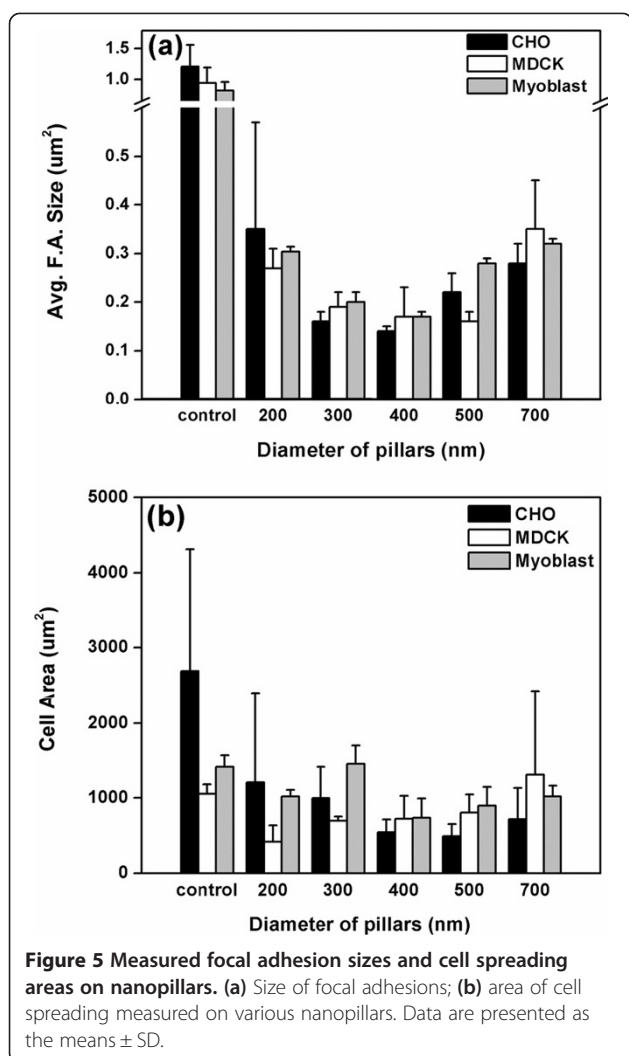 (a)
CHO
MDCK
Myoblast
1.5
1.0
0.5
0.4
0.3
0.2
0.1
0.0
Avg. F.A. Size (um²)
control 200 300 400 500 700
Diameter of pillars (nm)
(b)
CHO
MDCK
Myoblast
5000
4000
3000
2000
1000
0
Cell Area (um²)
control 200 300 400 500 700
Diameter of pillars (nm)
Figure 5 Measured focal adhesion sizes and cell spreading
areas on nanopillars. (a) Size of focal adhesions; (b) area of cell
spreading measured on various nanopillars. Data are presented as
the means ± SD.